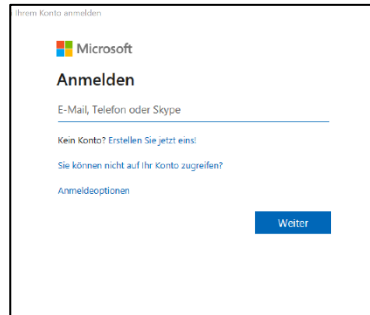 Ihrem Konto anmelden
Microsoft
Anmelden
E-Mail, Telefon oder Skype
Kein Konto? Erstellen Sie jetzt eins!
Sie können nicht auf Ihr Konto zugreifen?
Anmeldeoptionen
Weiter